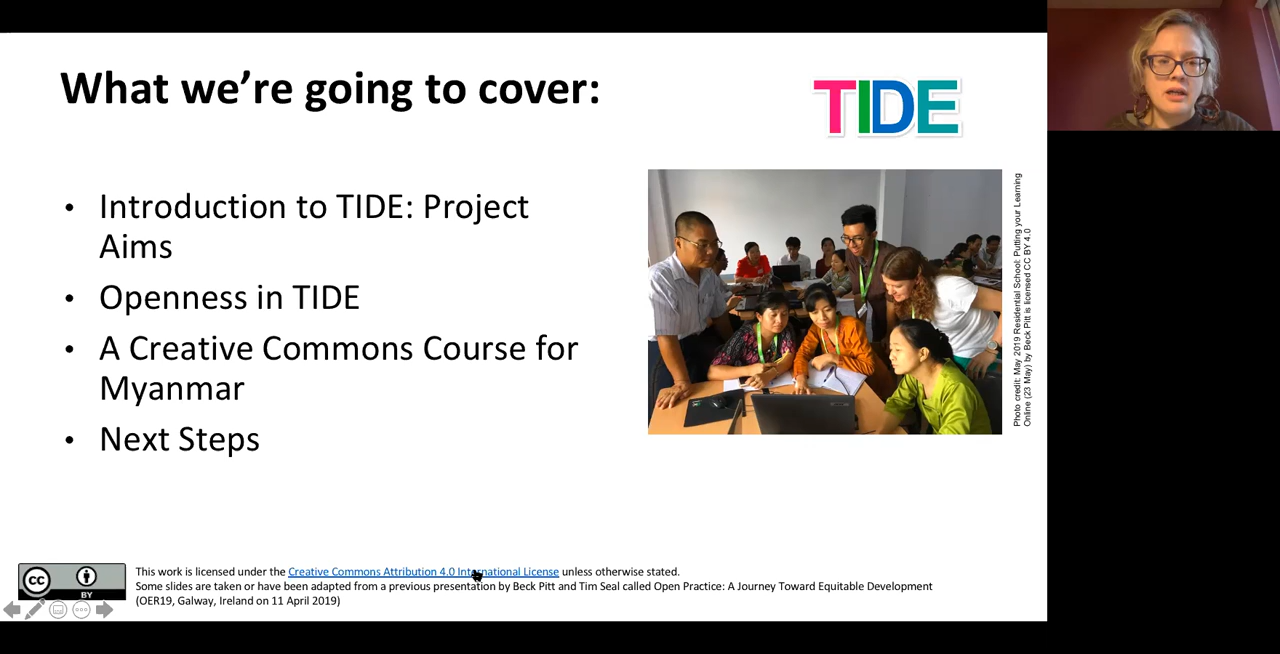 What we're going to cover:
TIDE
• Introduction to TIDE: Project
Aims
• Openness in TIDE
• A Creative Commons Course for
Myanmar
• Next Steps
Photo credit: May 2019 Residential School: Putting your Learning
Online (23 May) by Beck Pitt is licensed CC BY 4.0
cc
BY
This work is licensed under the Creative Commons Attribution 4.0 International License unless otherwise stated.
Some slides are taken or have been adapted from a previous presentation by Beck Pitt and Tim Seal called Open Practice: A Journey Toward Equitable Development
(OER19, Galway, Ireland on 11 April 2019)